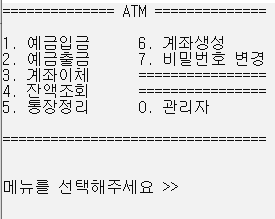 ============= ATM =============
1. 예금입금 6. 계좌생성
2. 예금출금 7. 비밀번호 변경
3. 계좌이체 ===============
4. 잔액조회 ===============
5. 통장정리 0. 관리자
===============================
메뉴를 선택해주세요 >>